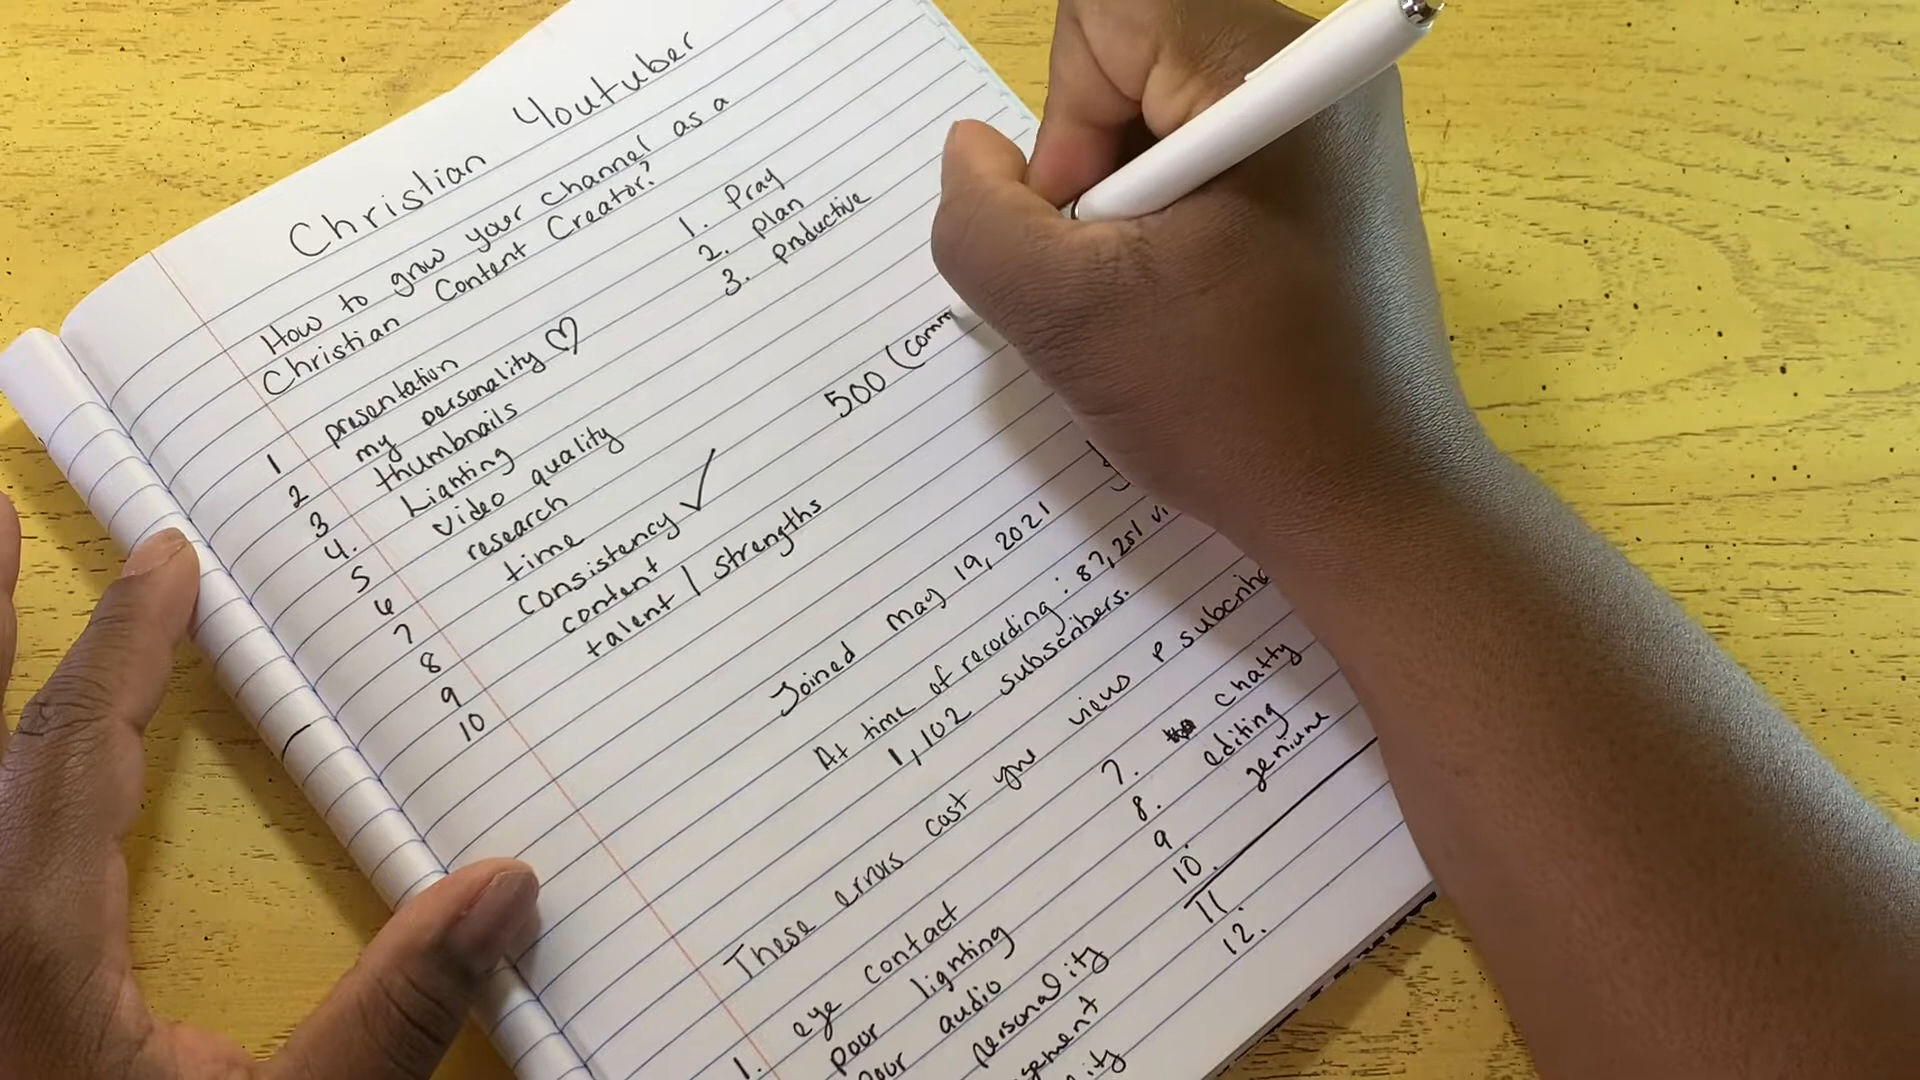 Christian Youtuber
How to grow your channel as a
Christian Content Creator?
1. Pray
2. plan
3. productive
1 presentation
2 my personality ♡
3 thumbnails
4. Lighting
5 video quality
6 research
7 time
8 consistency ✓
9 content
10 talent / strengths
500 (comm
Joined may 19, 2021
At time of recording: 87,251 vi
1,102 subscribers.
These errors cast you views & subcribe
1. eye contact
poor lighting
poor audio
personality
7. chatty
8. editing
9. geniune
10.
11.
12.